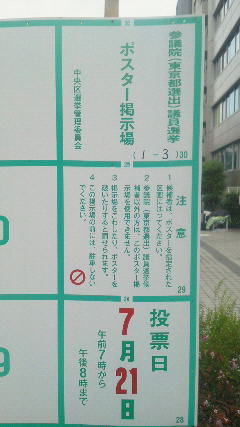 参議院(東京都選出)議員選挙
ポスター掲示場
(1-3)
中央区選挙管理委員会
30
注意
1 候補者は、ポスターを指定された
区画にはってください。
2 参議院(東京都選出)議員選挙候
補者以外の方は、このポスター掲
示場を使用できません。
3 掲示場をこわしたり、ポスターを
破いたりすると罰せられます。
4 この掲示場の前には、駐車しない
でください。
29
投票日
7月21日
午前7時から
午後8時まで
28
9